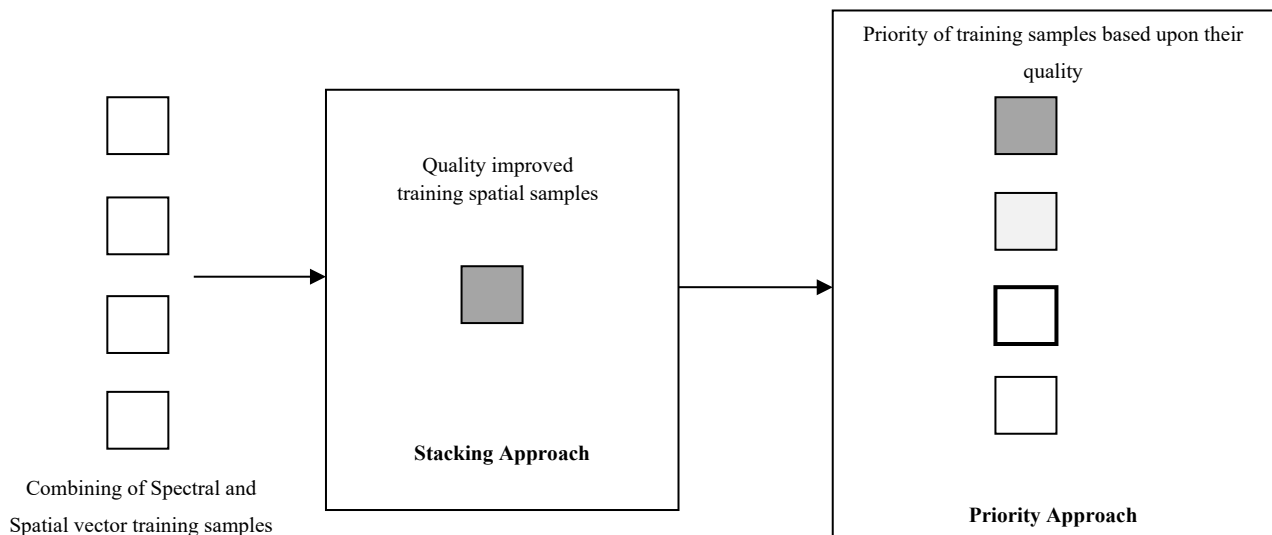 Combining of Spectral and
Spatial vector training samples
Quality improved
training spatial samples
Stacking Approach
Priority of training samples based upon their
quality
Priority Approach